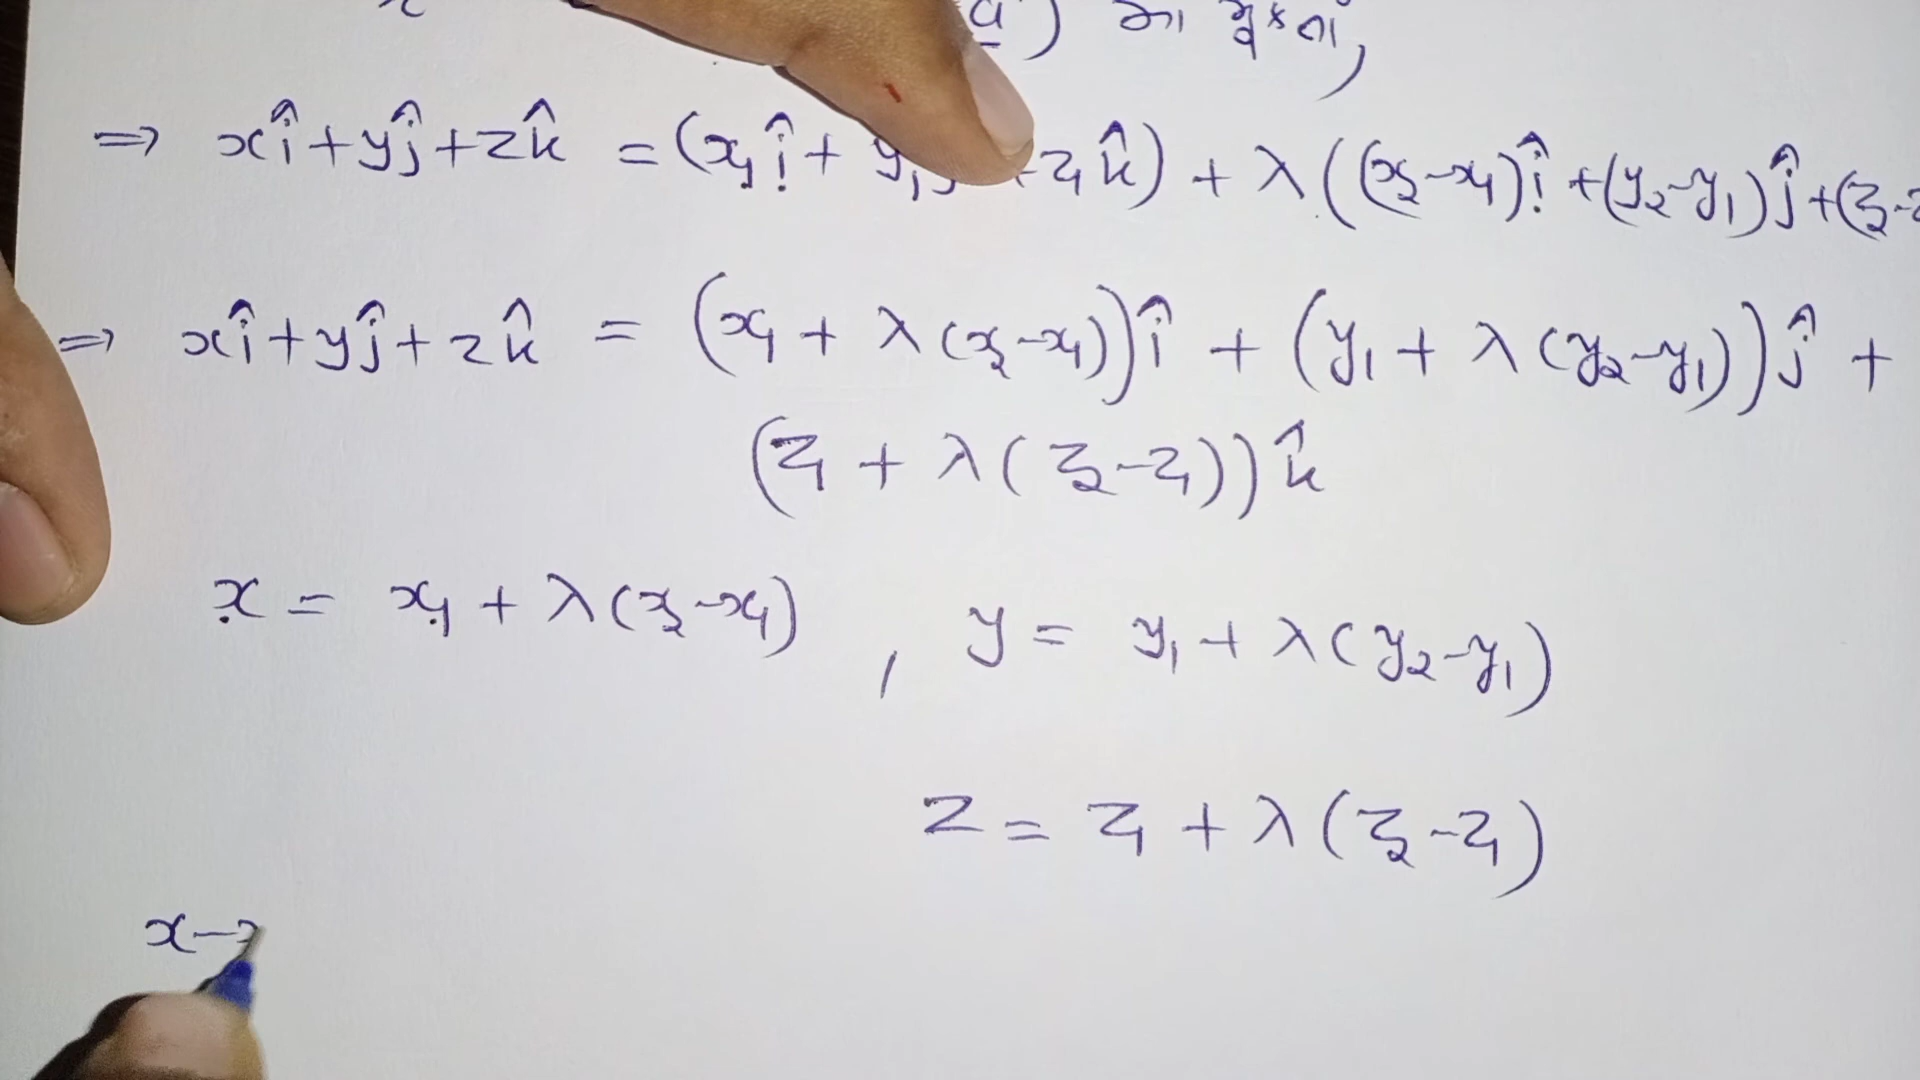 ) મા મૂકતાં,
⇒ xî+yĵ+zk̂ = (x₁î+ y₁ĵ +z₁k̂) + λ((x₂-x₁)î +(y₂-y₁)ĵ+(z₂-z
⇒ xî+yĵ+zk̂ = (x₁ + λ(x₂-x₁))î + (y₁ + λ(y₂-y₁))ĵ +
(z₁ + λ(z₂-z₁))k̂
x = x₁ + λ(x₂-x₁) , y = y₁ + λ(y₂-y₁)
z = z₁ + λ(z₂-z₁)
x-x